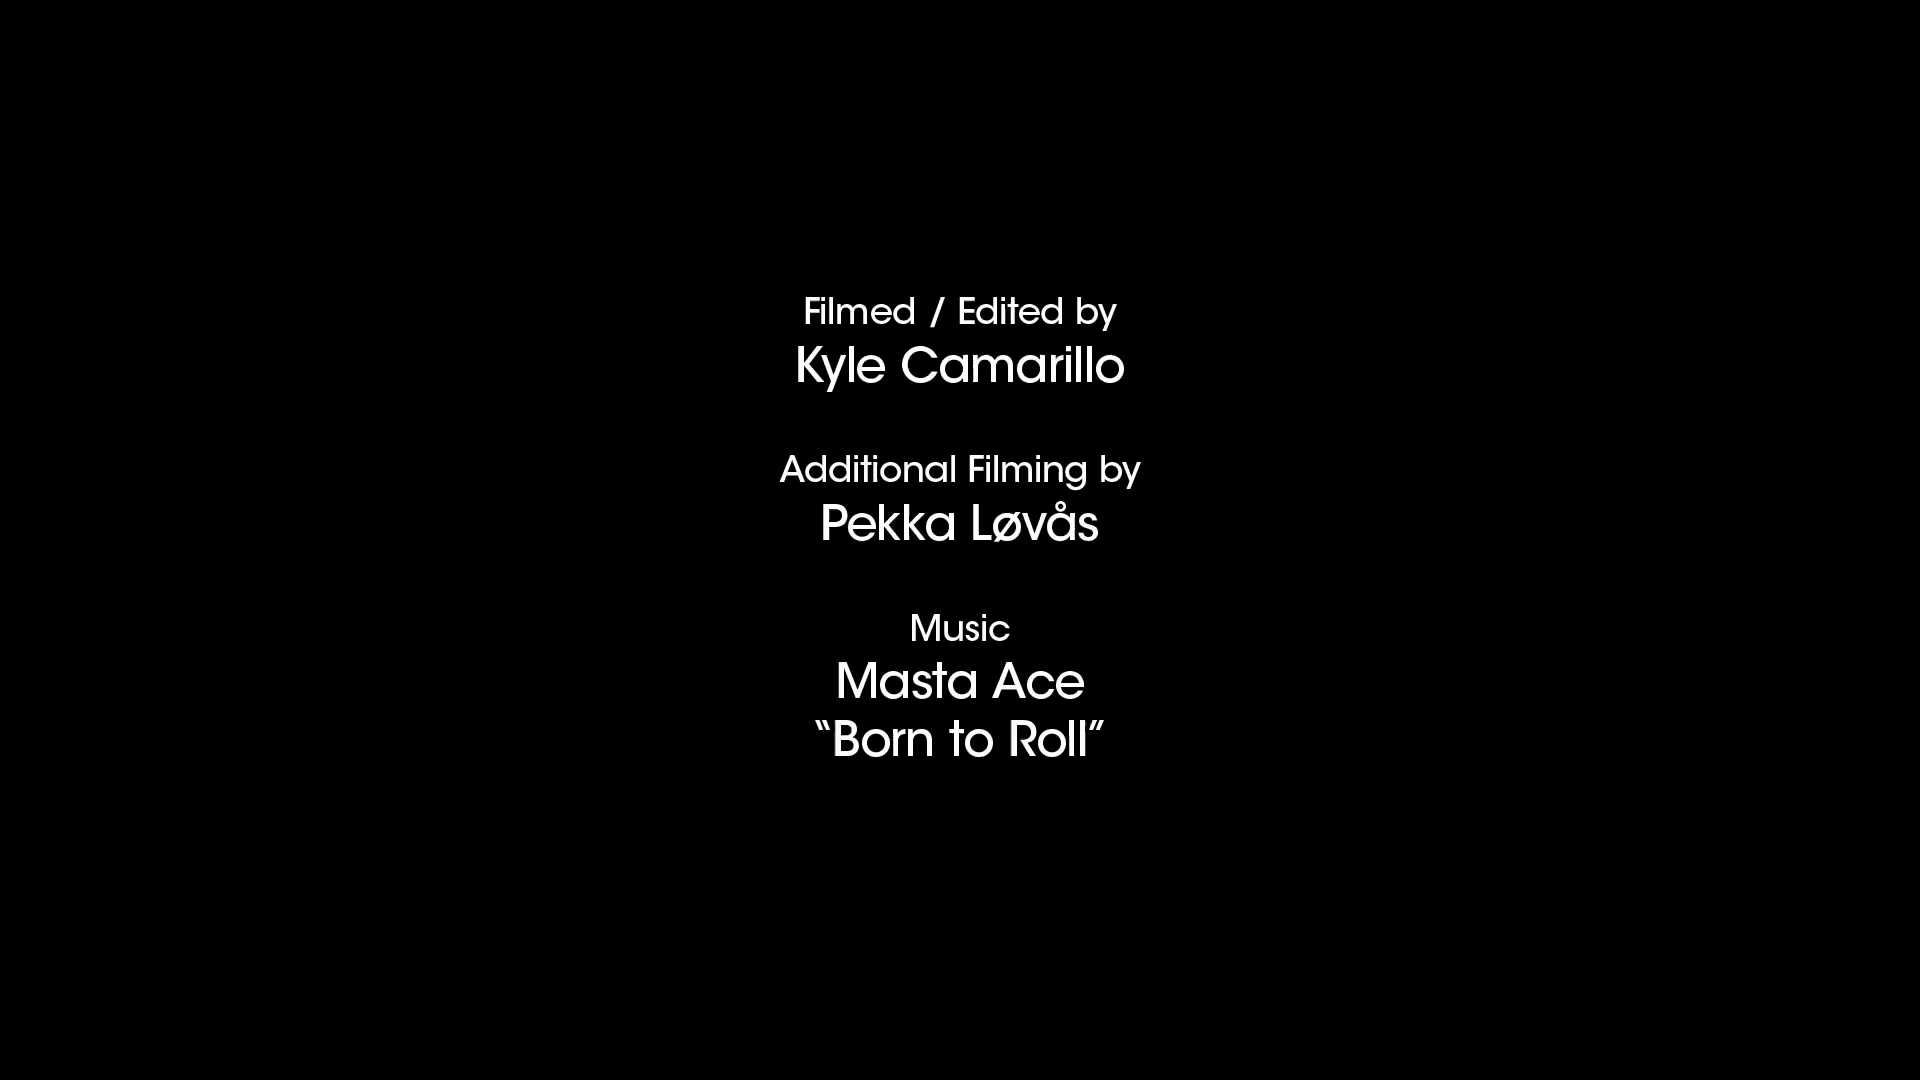 Filmed / Edited by
Kyle Camarillo
Additional Filming by
Pekka Løvås
Music
Masta Ace
“Born to Roll”